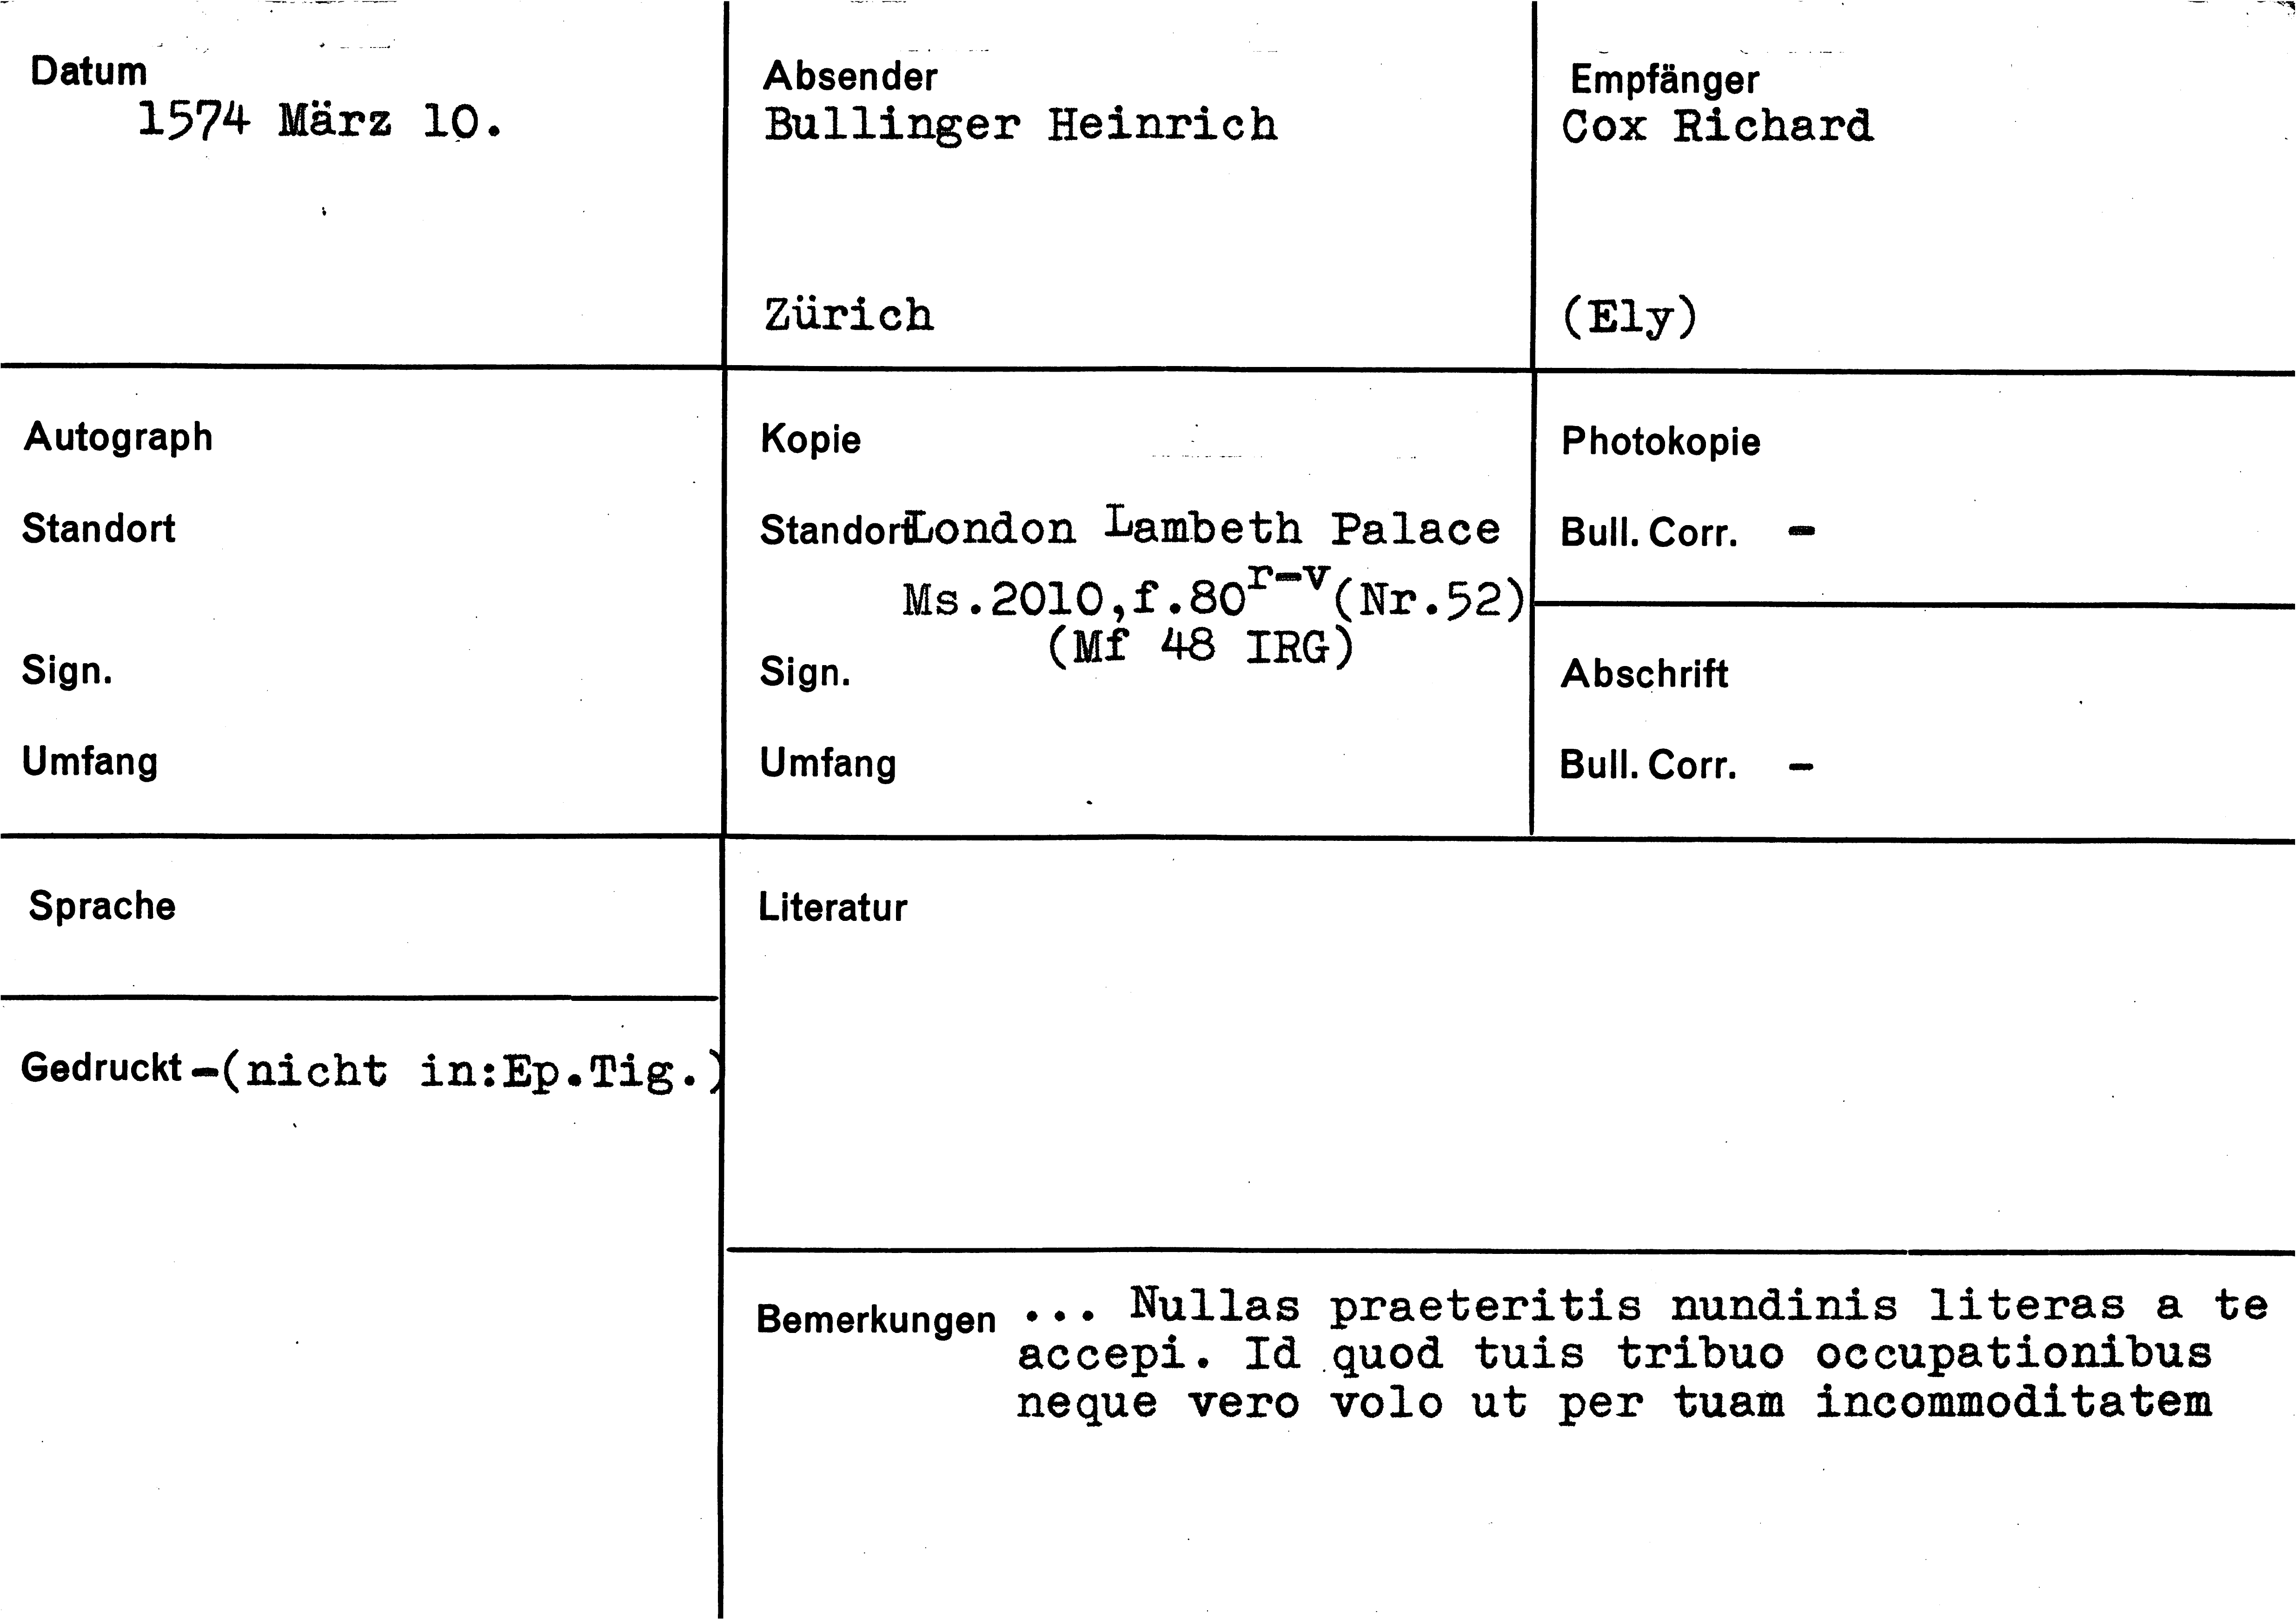 Datum
1574 März 10.
Absender
Bullinger Heinrich
Zürich
Empfänger
Cox Richard
(Ely)
Autograph
Standort
Sign.
Umfang
Kopie
Standort London Lambeth Palace
Ms.2010,f.80r-v(Nr.52)
(Mf 48 IRG)
Sign.
Umfang
Photokopie
Bull. Corr. -
Abschrift
Bull. Corr. -
Sprache
Gedruckt -(nicht in:Ep.Tig.)
Literatur
Bemerkungen ... Nullas praeteritis nundinis literas a te
accepi. Id quod tuis tribuo occupationibus
neque vero volo ut per tuam incommoditatem